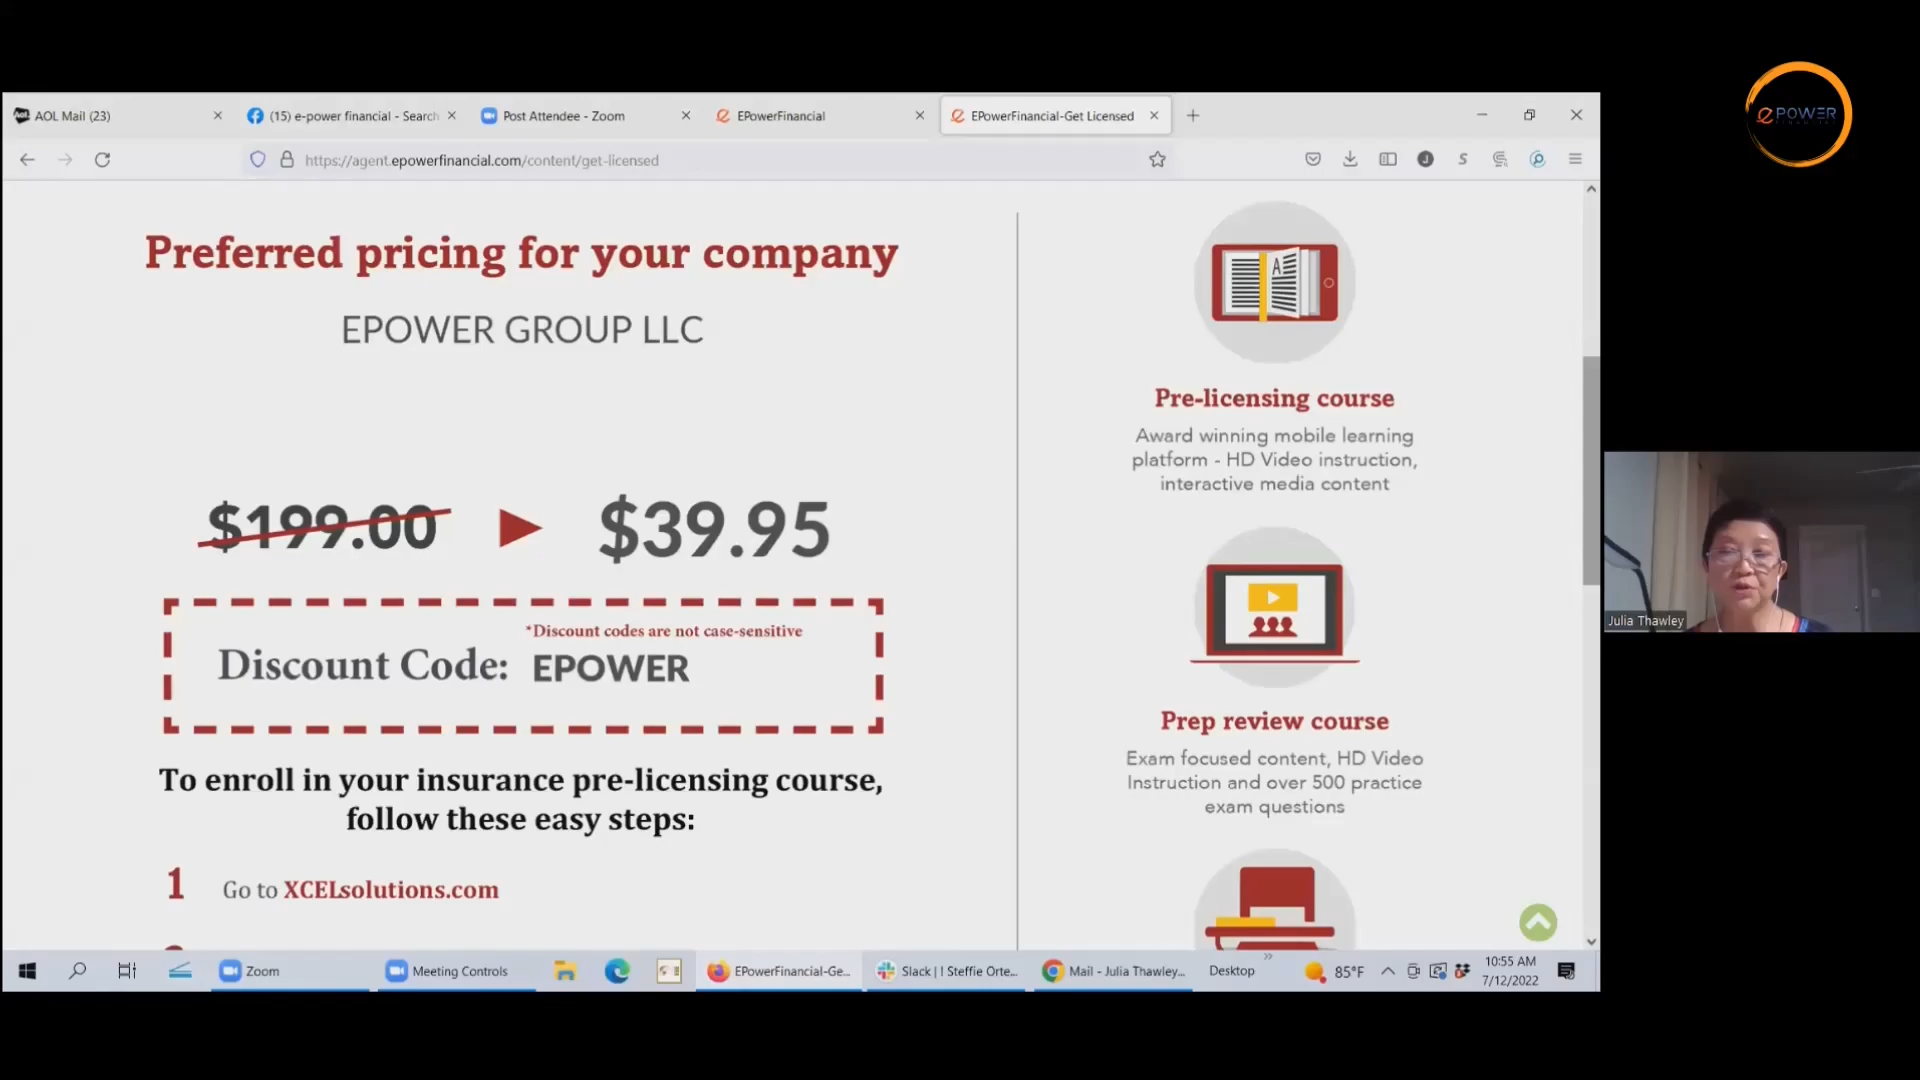 AOL Mail (23)
(15) e-power financial - Search
Post Attendee - Zoom
EPowerFinancial
EPowerFinancial-Get Licensed
https://agent.epowerfinancial.com/content/get-licensed
Preferred pricing for your company
EPOWER GROUP LLC
$199.00
$39.95
*Discount codes are not case-sensitive
Discount Code: EPOWER
To enroll in your insurance pre-licensing course,
follow these easy steps:
1 Go to XCELsolutions.com
A
Pre-licensing course
Award winning mobile learning
platform - HD Video instruction,
interactive media content
Prep review course
Exam focused content, HD Video
Instruction and over 500 practice
exam questions
Zoom
Meeting Controls
EPowerFinancial-Ge...
Slack | ! Steffie Orte...
Mail - Julia Thawley...
Desktop
85°F
10:55 AM
7/12/2022
ePOWER
FINANCIAL
Julia Thawley